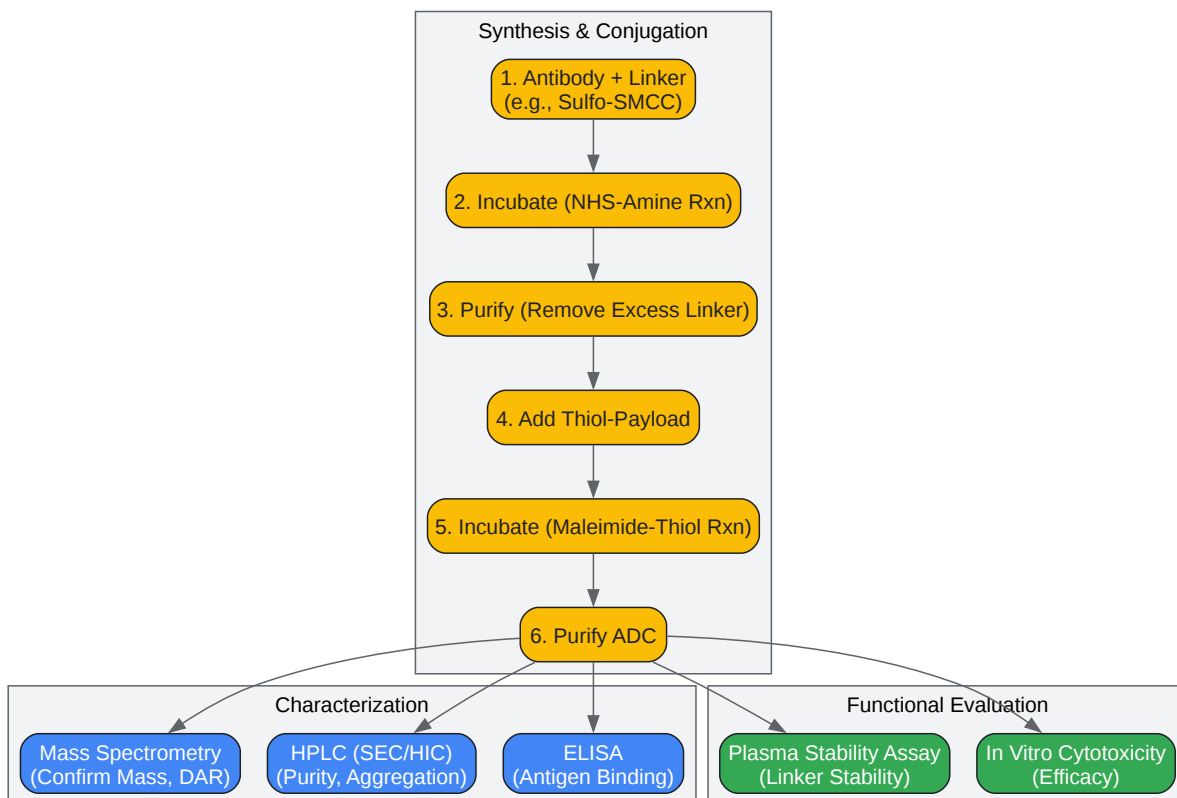 Synthesis & Conjugation
1. Antibody + Linker
(e.g., Sulfo-SMCC)
2. Incubate (NHS-Amine Rxn)
3. Purify (Remove Excess Linker)
4. Add Thiol-Payload
5. Incubate (Maleimide-Thiol Rxn)
6. Purify ADC
Characterization
Mass Spectrometry
(Confirm Mass, DAR)
HPLC (SEC/HIC)
(Purity, Aggregation)
ELISA
(Antigen Binding)
Functional Evaluation
Plasma Stability Assay
(Linker Stability)
In Vitro Cytotoxicity
(Efficacy)